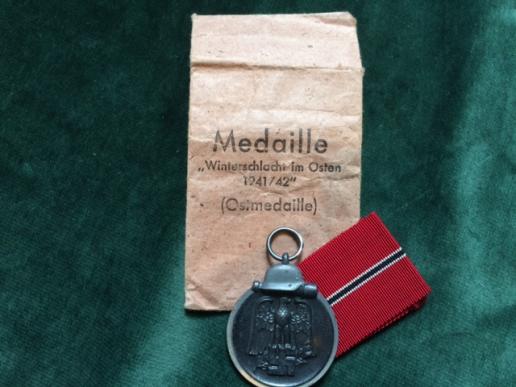 Medaille
„Winterschlacht im Osten
1941/42"
(Ostmedaille)